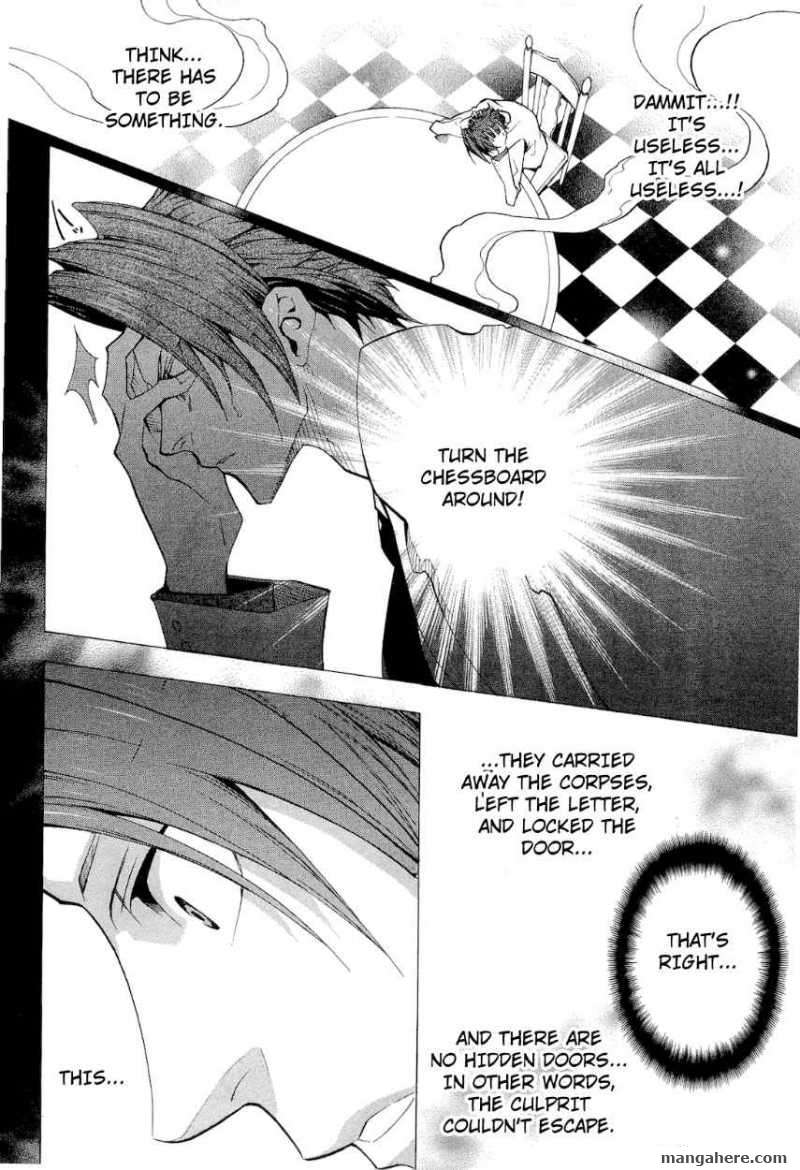 DAMMIT...!!
IT'S
USELESS...
IT'S ALL
USELESS...!
THINK...
THERE HAS
TO BE
SOMETHING.
TURN THE
CHESSBOARD
AROUND!
...THEY CARRIED
AWAY THE CORPSES,
LEFT THE LETTER,
AND LOCKED THE
DOOR...
THAT'S
RIGHT...
AND THERE ARE
NO HIDDEN DOORS...
IN OTHER WORDS,
THE CULPRIT
COULDN'T ESCAPE.
THIS...
mangahere.com